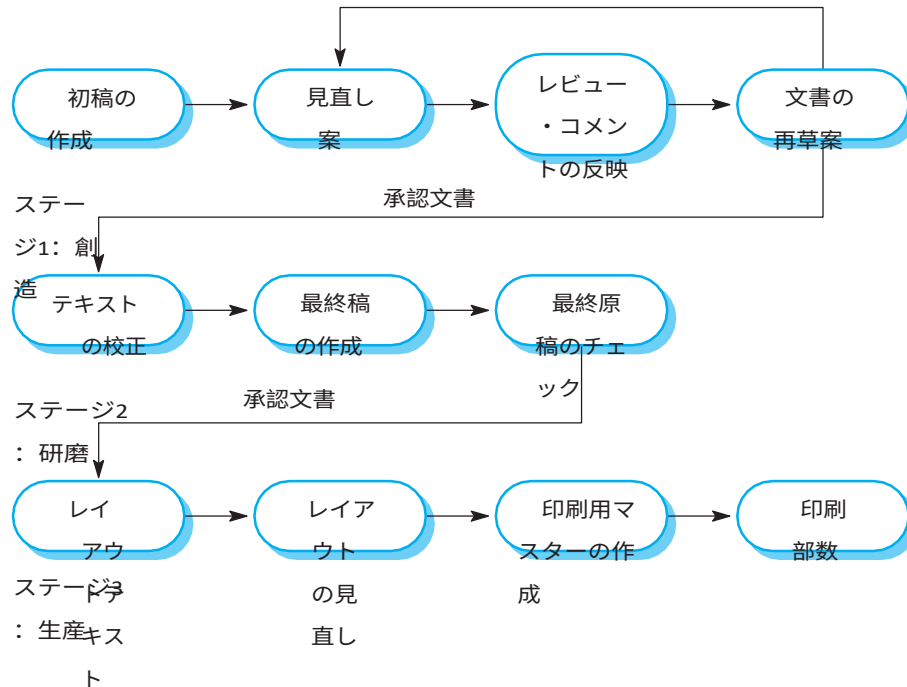 初稿の
作成
見直し
案
レビュー
・コメン
トの反映
文書の
再草案
承認文書
ステー
ジ1：創
造
テキスト
の校正
最終稿
の作成
最終原
稿のチェ
ック
承認文書
ステージ2
：研磨
レイ
アウ
トテ
キス
ト
レイア
ウト
の見
直し
印刷用マ
スターの作
成
印刷
部数
ステージ3
：生産